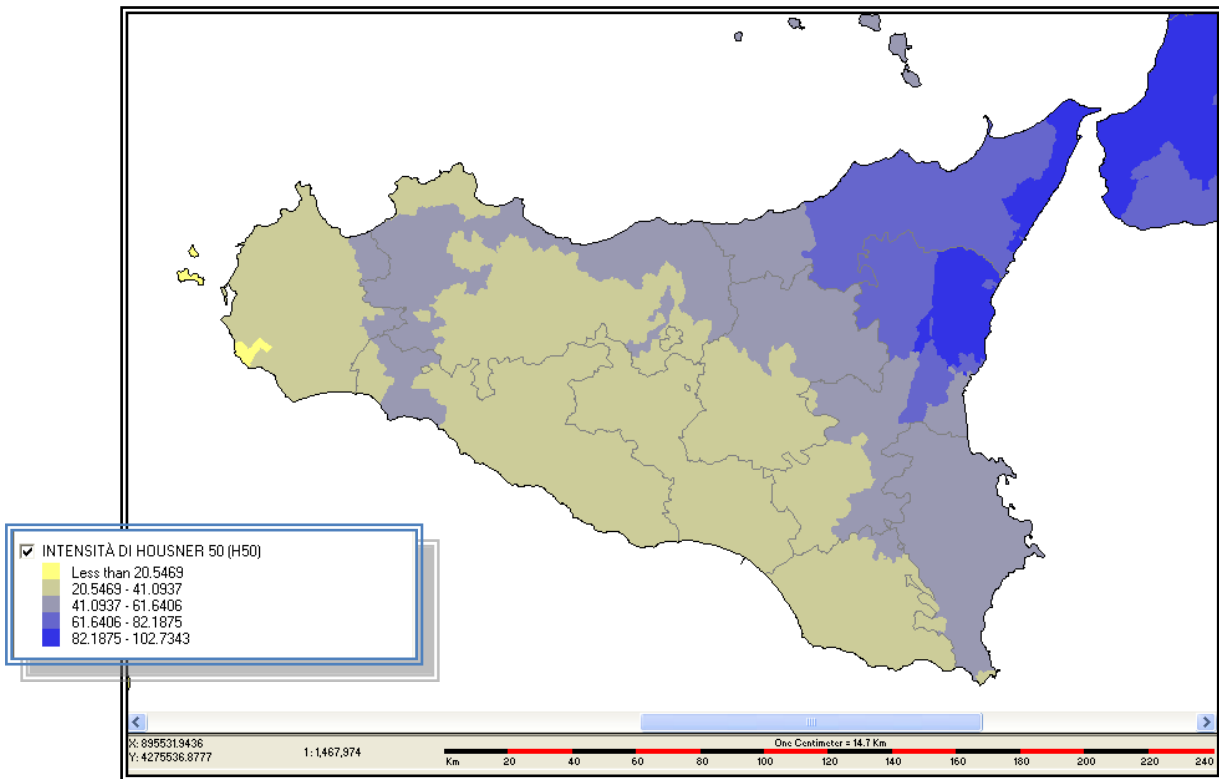 INTENSITÀ DI HOUSNER 50 (H50)
Less than 20.5469
20.5469 - 41.0937
41.0937 - 61.6406
61.6406 - 82.1875
82.1875 - 102.7343
X: 895531.9436
Y: 4275536.8777
1: 1,467,974
One Centimeter = 14.7 Km
Km 20 40 60 80 100 120 140 160 180 200 220 240